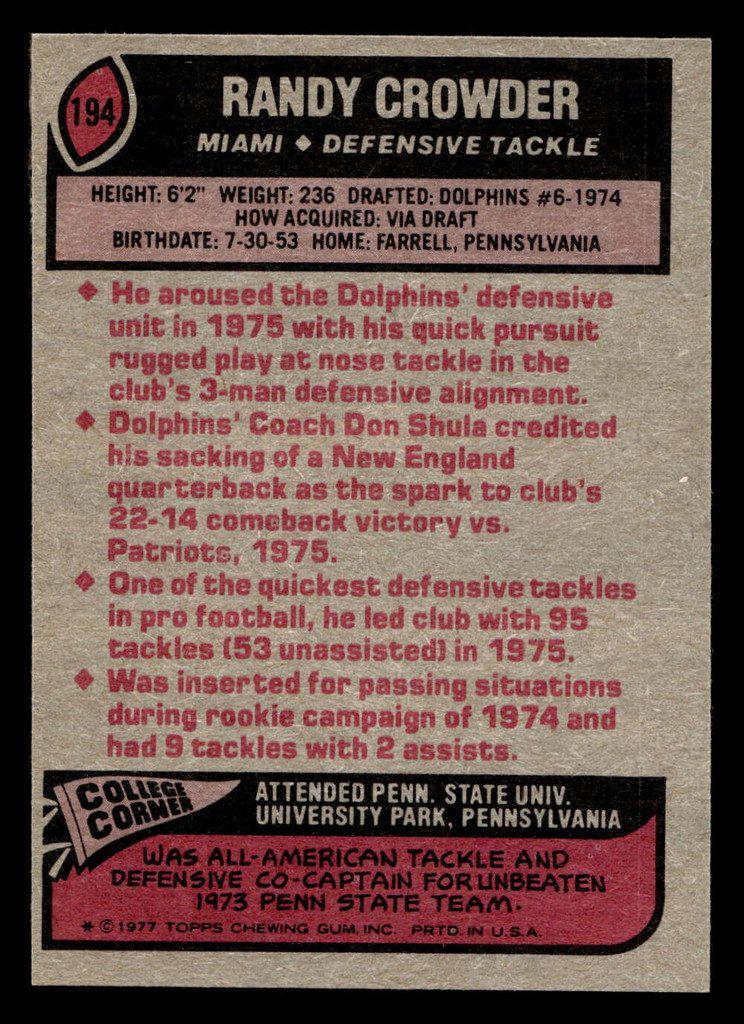 194
RANDY CROWDER
MIAMI ◆ DEFENSIVE TACKLE
HEIGHT: 6'2" WEIGHT: 236 DRAFTED: DOLPHINS #6-1974
HOW ACQUIRED: VIA DRAFT
BIRTHDATE: 7-30-53 HOME: FARRELL, PENNSYLVANIA
◆ He aroused the Dolphins' defensive
unit in 1975 with his quick pursuit
rugged play at nose tackle in the
club's 3-man defensive alignment.
◆ Dolphins' Coach Don Shula credited
his sacking of a New England
quarterback as the spark to club's
22-14 comeback victory vs.
Patriots, 1975.
◆ One of the quickest defensive tackles
in pro football, he led club with 95
tackles (53 unassisted) in 1975.
◆ Was inserted for passing situations
during rookie campaign of 1974 and
had 9 tackles with 2 assists.
COLLEGE
CORNER
ATTENDED PENN. STATE UNIV.
UNIVERSITY PARK, PENNSYLVANIA
WAS ALL-AMERICAN TACKLE AND
DEFENSIVE CO-CAPTAIN FOR UNBEATEN
1973 PENN STATE TEAM.
* © 1977 TOPPS CHEWING GUM, INC. PRTD. IN U.S.A.